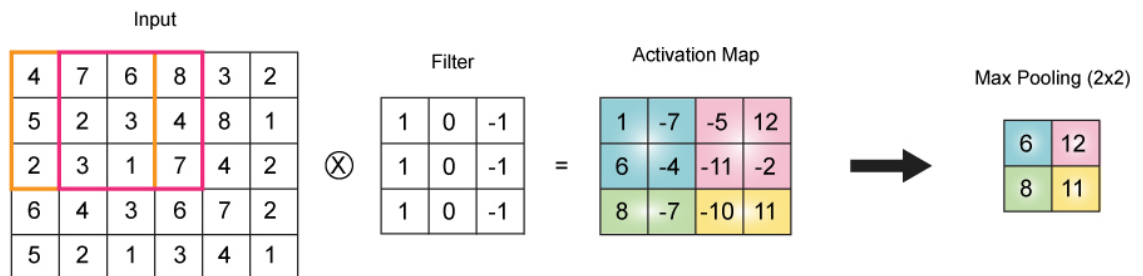 Input
Filter
Activation Map
Max Pooling (2x2)
4 7 6 8 3 2
5 2 3 4 8 1
2 3 1 7 4 2
6 4 3 6 7 2
5 2 1 3 4 1
X
1 0 -1
1 0 -1
1 0 -1
=
1 -7 -5 12
6 -4 -11 -2
8 -7 -10 11
6 12
8 11